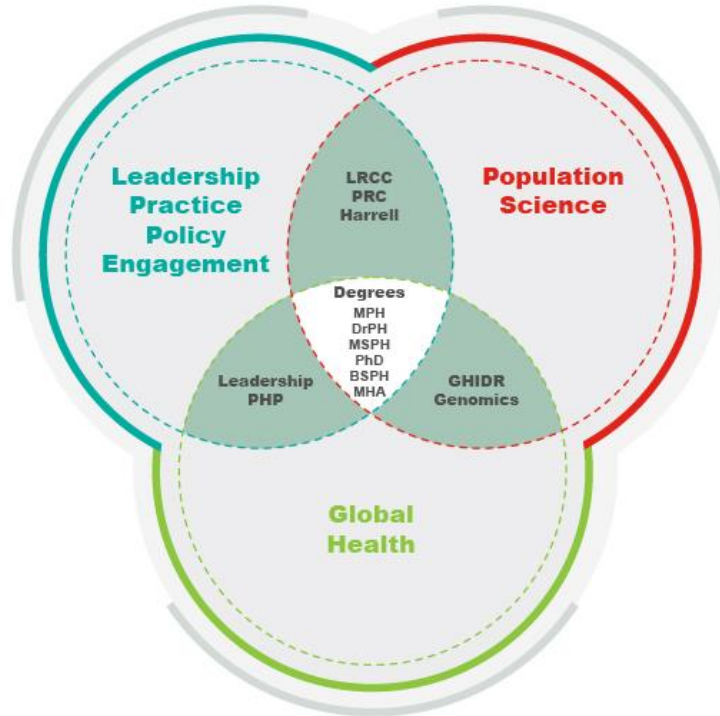 Leadership
Practice
Policy
Engagement
LRCC
PRC
Harrell
Population
Science
Degrees
MPH
DrPH
MSPH
PhD
BSPH
MHA
Leadership
PHP
GHIDR
Genomics
Global
Health